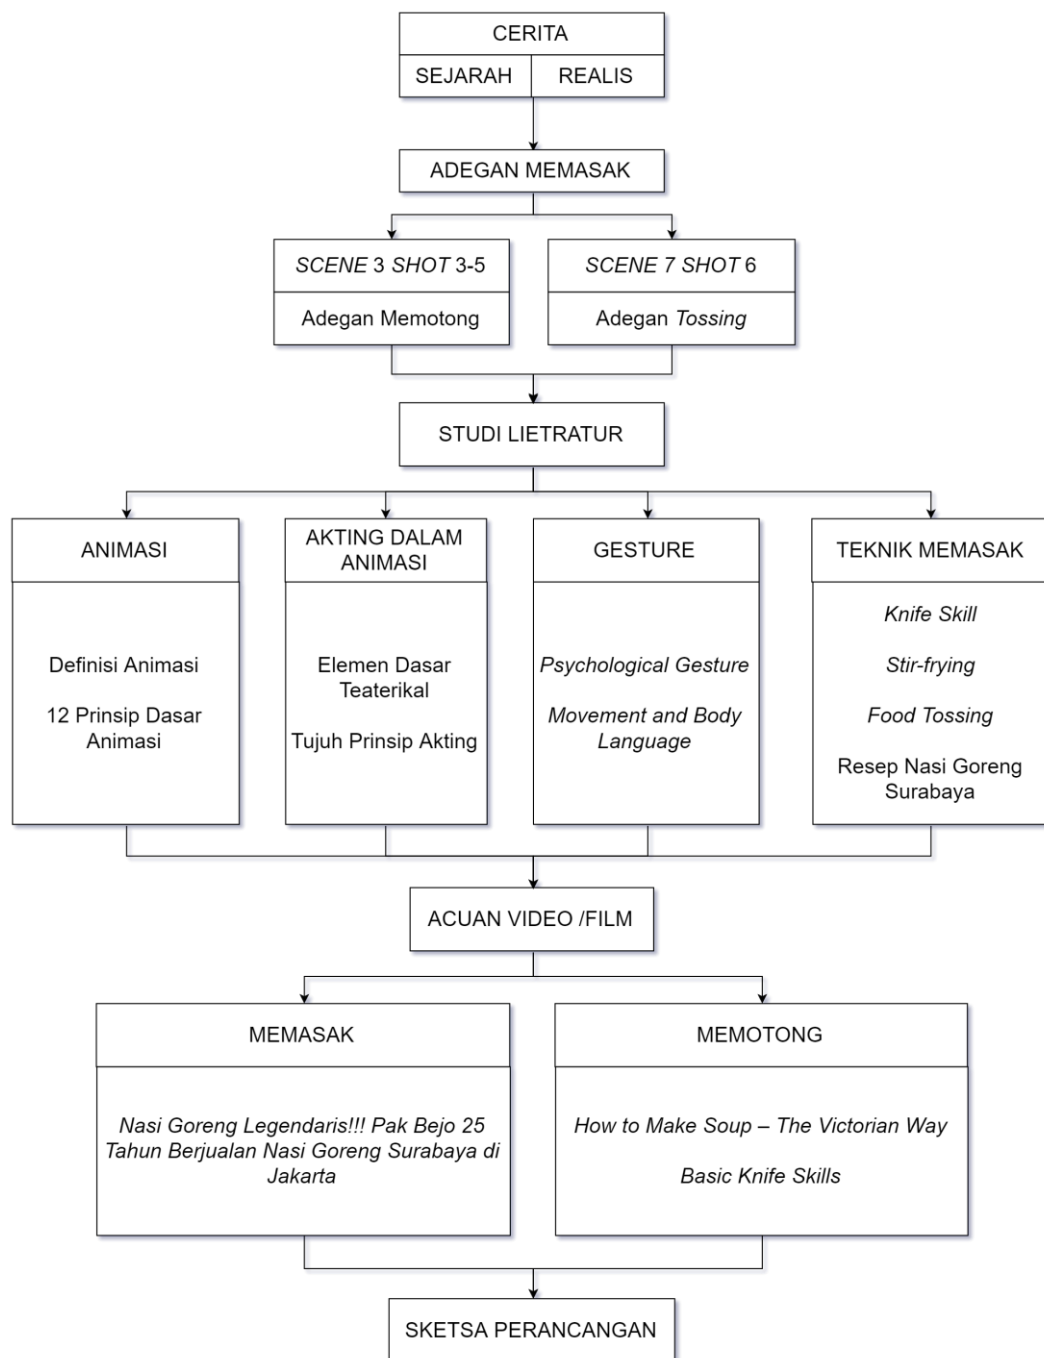 CERITA
SEJARAH
REALIS
ADEGAN MEMASAK
SCENE 3 SHOT 3-5
Adegan Memotong
SCENE 7 SHOT 6
Adegan Tossing
STUDI LIETRATUR
ANIMASI
Definisi Animasi
12 Prinsip Dasar
Animasi
AKTING DALAM
ANIMASI
Elemen Dasar
Teaterikal
Tujuh Prinsip Akting
GESTURE
Psychological Gesture
Movement and Body
Language
TEKNIK MEMASAK
Knife Skill
Stir-frying
Food Tossing
Resep Nasi Goreng
Surabaya
ACUAN VIDEO /FILM
MEMASAK
Nasi Goreng Legendaris!!! Pak Bejo 25
Tahun Berjualan Nasi Goreng Surabaya di
Jakarta
MEMOTONG
How to Make Soup – The Victorian Way
Basic Knife Skills
SKETSA PERANCANGAN